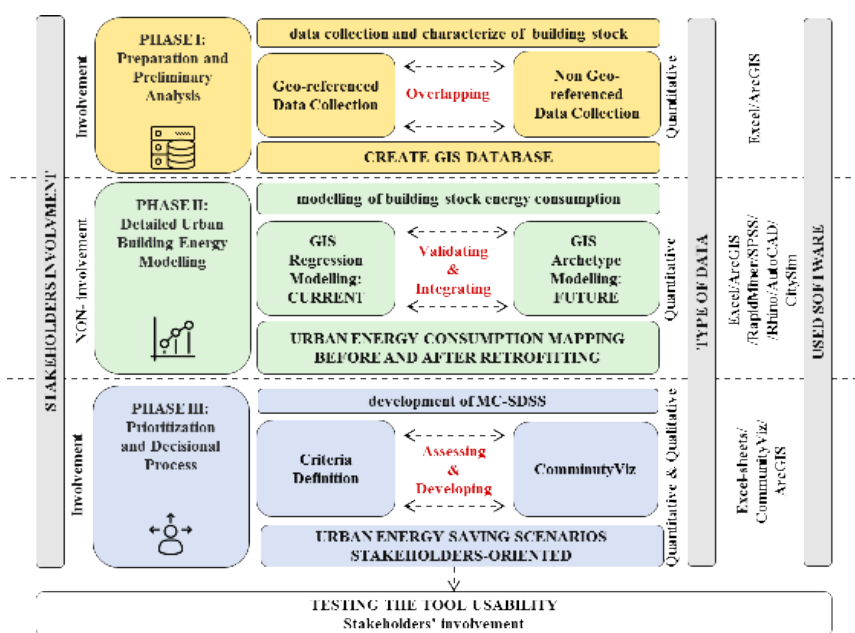 STAKEHOLDERS INVOLVMENT
Involvement
PHASE I:
Preparation and
Preliminary
Analysis
data collection and characterize of building stock
Geo-referenced
Data Collection
Overlapping
Non Geo-
referenced
Data Collection
CREATE GIS DATABASE
Quantitative
Excel/ArcGIS
NON- involvement
PHASE II:
Detailed Urban
Building Energy
Modelling
modelling of building stock energy consumption
GIS
Regression
Modelling:
CURRENT
Validating
&
Integrating
GIS
Archetype
Modelling:
FUTURE
URBAN ENERGY CONSUMPTION MAPPING
BEFORE AND AFTER RETROFITTING
Quantitative
TYPE OF DATA
Excel/ArcGIS
/RapidMiner/SPSS/
/Rhino/AutoCAD/
CitySim
USED SOFTWARE
Involvement
PHASE III:
Prioritization
and Decisional
Process
development of MC-SDSS
Criteria
Definition
Assessing
&
Developing
ComminutyViz
URBAN ENERGY SAVING SCENARIOS
STAKEHOLDERS-ORIENTED
Quantitative & Qualitative
Excel-sheets/
CommunityViz/
ArcGIS
TESTING THE TOOL USABILITY
Stakeholders' involvement